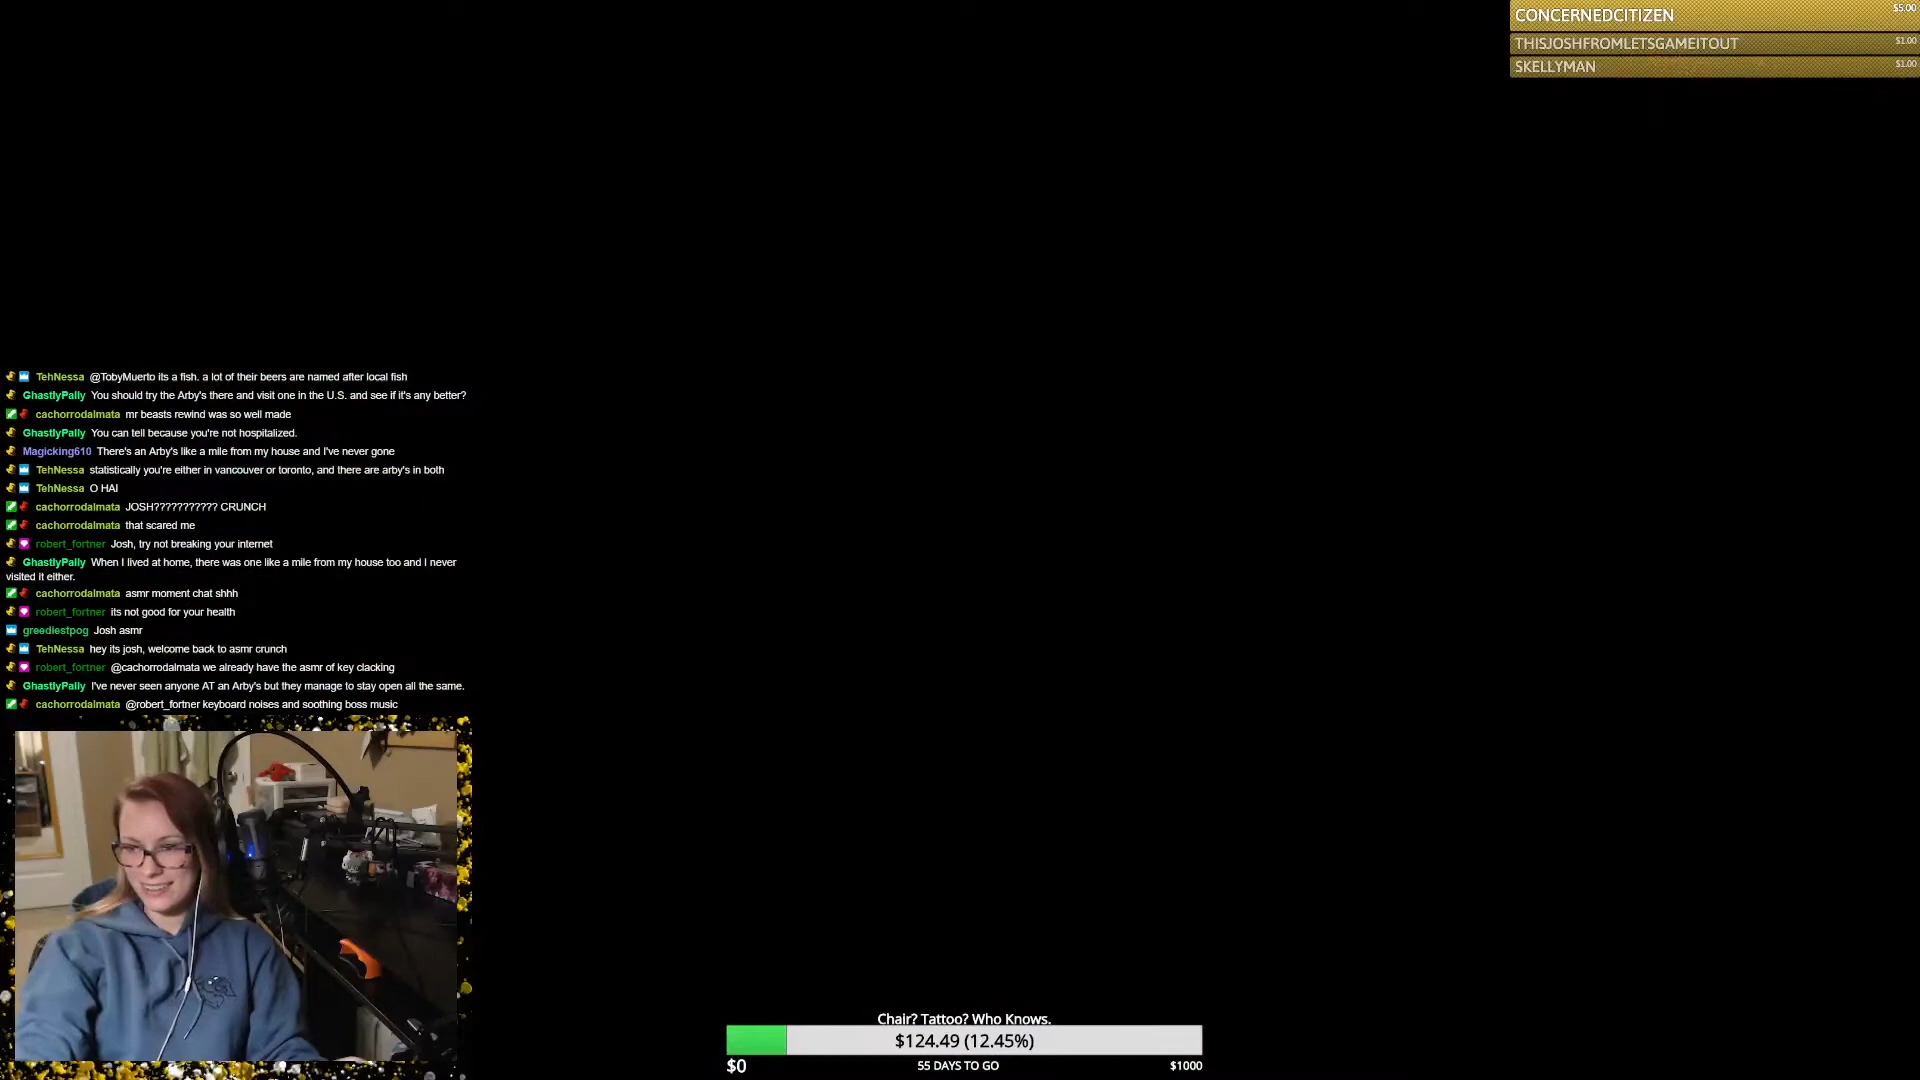 CONCERNEDCITIZEN $5.00
THISJOSHFROMLETSGAMEITOUT $1.00
SKELLYMAN $1.00
TehNessa @TobyMuerto its a fish. a lot of their beers are named after local fish
GhastlyPally You should try the Arby's there and visit one in the U.S. and see if it's any better?
cachorrodalmata mr beasts rewind was so well made
GhastlyPally You can tell because you're not hospitalized.
Magicking610 There's an Arby's like a mile from my house and I've never gone
TehNessa statistically you're either in vancouver or toronto, and there are arby's in both
TehNessa O HAI
cachorrodalmata JOSH??????????? CRUNCH
cachorrodalmata that scared me
robert_fortner Josh, try not breaking your internet
GhastlyPally When I lived at home, there was one like a mile from my house too and I never
visited it either.
cachorrodalmata asmr moment chat shhh
robert_fortner its not good for your health
greediestpog Josh asmr
TehNessa hey its josh, welcome back to asmr crunch
robert_fortner @cachorrodalmata we already have the asmr of key clacking
GhastlyPally I've never seen anyone AT an Arby's but they manage to stay open all the same.
cachorrodalmata @robert_fortner keyboard noises and soothing boss music
Chair? Tattoo? Who Knows.
$124.49 (12.45%)
$0 55 DAYS TO GO $1000